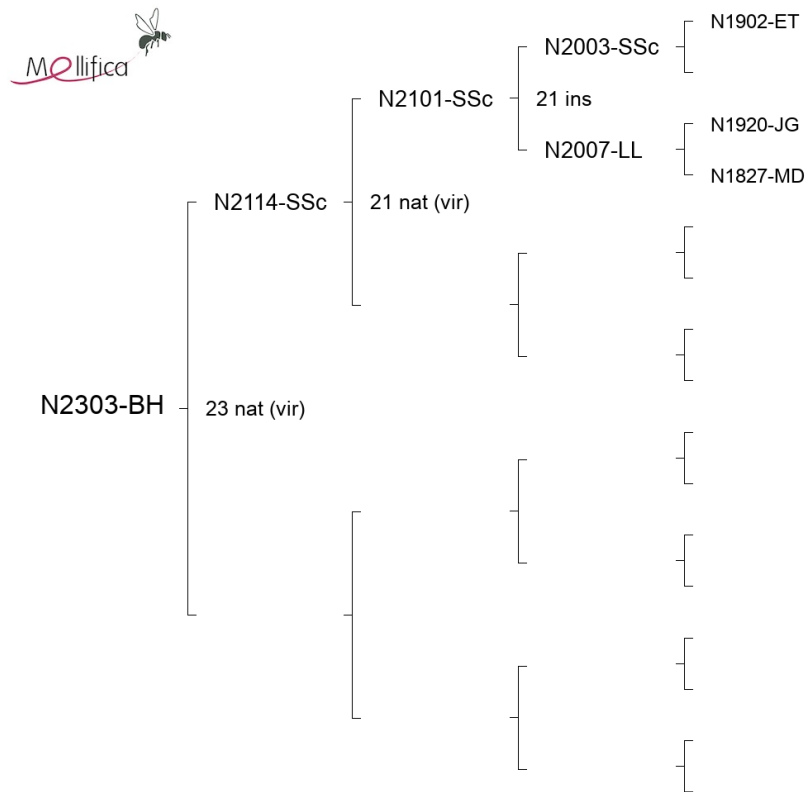 Mellifica
N1902-ET
N2003-SSc
N2101-SSc
21 ins
N1920-JG
N2007-LL
N1827-MD
N2114-SSc
21 nat (vir)
N2303-BH
23 nat (vir)